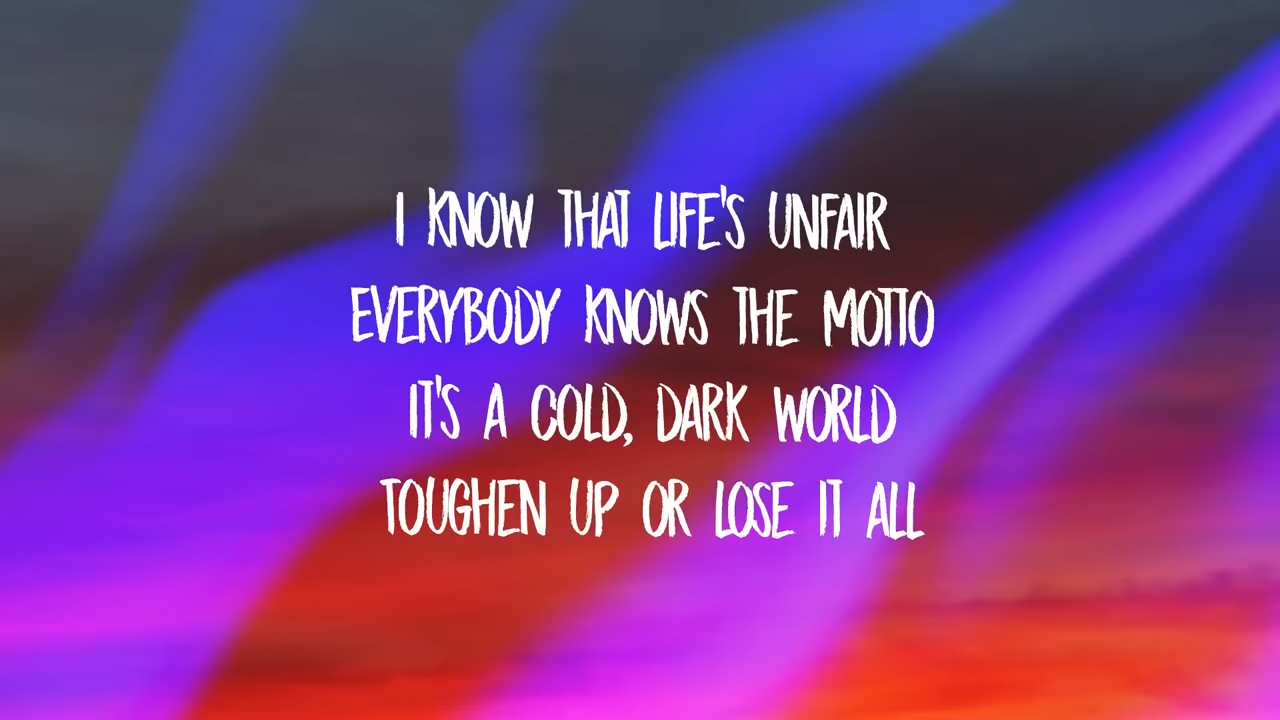 I KNOW THAT LIFE'S UNFAIR
EVERYBODY KNOWS THE MOTTO
IT'S A COLD, DARK WORLD
TOUGHEN UP OR LOSE IT ALL